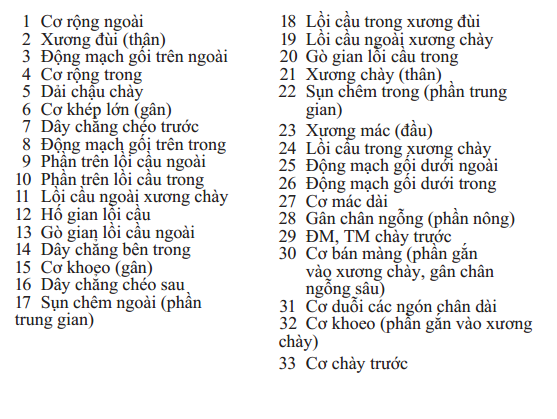 1 Cơ rộng ngoài
2 Xương đùi (thân)
3 Động mạch gối trên ngoài
4 Cơ rộng trong
5 Dải chậu chày
6 Cơ khép lớn (gân)
7 Dây chằng chéo trước
8 Động mạch gối trên trong
9 Phần trên lồi cầu ngoài
10 Phần trên lồi cầu trong
11 Lồi cầu ngoài xương chày
12 Hố gian lồi cầu
13 Gò gian lồi cầu ngoài
14 Dây chằng bên trong
15 Cơ khoeo (gân)
16 Dây chằng chéo sau
17 Sụn chêm ngoài (phần
trung gian)
18 Lồi cầu trong xương đùi
19 Lồi cầu ngoài xương chày
20 Gò gian lồi cầu trong
21 Xương chày (thân)
22 Sụn chêm trong (phần trung
gian)
23 Xương mác (đầu)
24 Lồi cầu trong xương chày
25 Động mạch gối dưới ngoài
26 Động mạch gối dưới trong
27 Cơ mác dài
28 Gân chân ngỗng (phần nông)
29 ĐM, TM chày trước
30 Cơ bán màng (phần gắn
vào xương chày, gân chân
ngỗng sâu)
31 Cơ duỗi các ngón chân dài
32 Cơ khoeo (phần gắn vào xương
chày)
33 Cơ chày trước